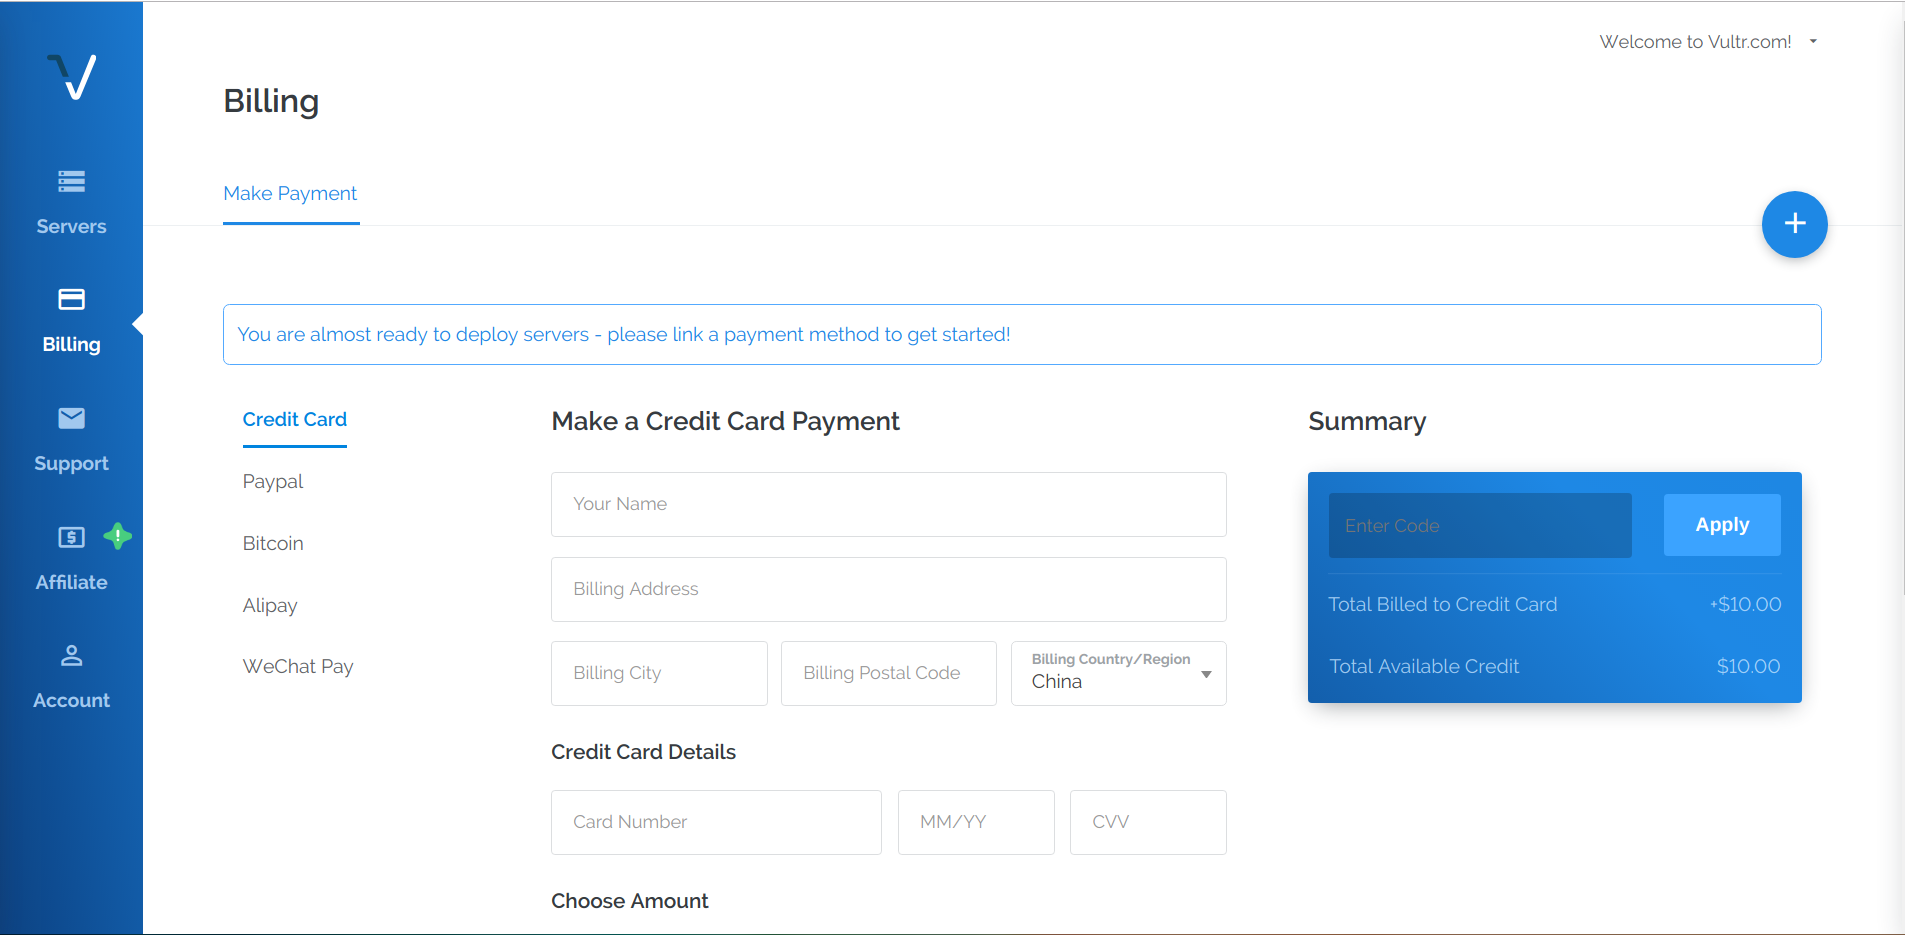 Welcome to Vultr.com!
Billing
Make Payment
+
Servers
Billing
Support
Affiliate
Account
You are almost ready to deploy servers - please link a payment method to get started!
Credit Card
Paypal
Bitcoin
Alipay
WeChat Pay
Make a Credit Card Payment
Your Name
Billing Address
Billing City
Billing Postal Code
Billing Country/Region
China
Credit Card Details
Card Number
MM/YY
CVV
Choose Amount
Summary
Enter Code
Apply
Total Billed to Credit Card +$10.00
Total Available Credit $10.00